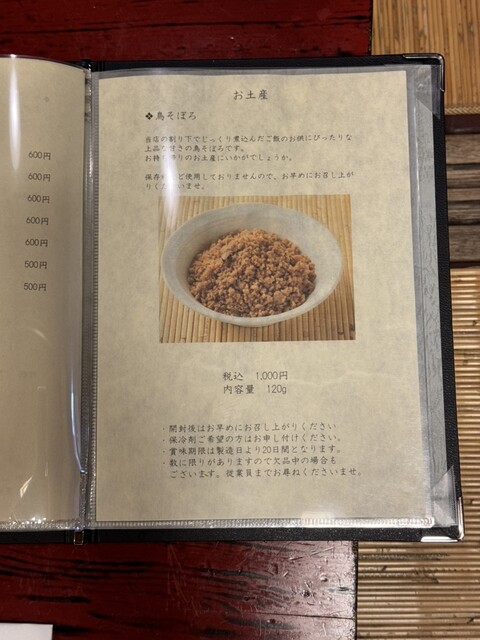 600円
600円
600円
600円
600円
500円
500円
お土産
❖鳥そぼろ
当店の割り下でじっくり煮込んだご飯のお供にぴったりな
上品な甘さの鳥そぼろです。
お持ち帰りのお土産にいかがでしょうか。
保存料など使用しておりませんので、お早めにお召し上が
りくださいませ。
税込 1,000円
内容量 120g
・開封後はお早めにお召し上がりください
・保冷剤ご希望の方はお申し付けください。
・賞味期限は製造日より20日間となります。
・数に限りがありますので欠品中の場合も
ございます。従業員までお尋ねくださいませ。